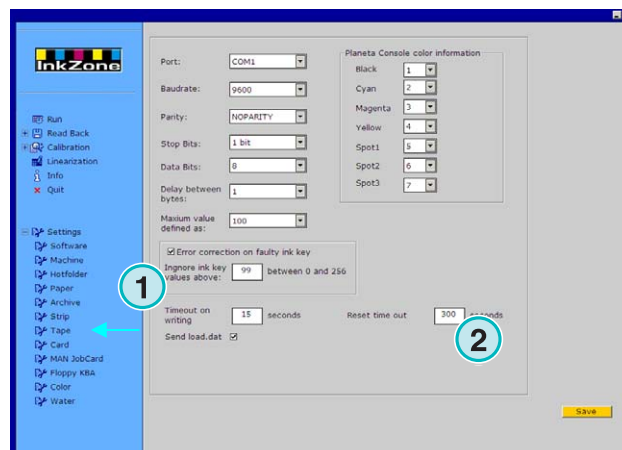 InkZone
Run
Read Back
Calibration
Linearization
Info
Quit
Settings
Software
Machine
Hotfolder
Paper
Archive
Strip
Tape
Card
MAN JobCard
Floppy KBA
Color
Water
1
Port: COM1
Baudrate: 9600
Parity: NOPARITY
Stop Bits: 1 bit
Data Bits: 8
Delay between bytes: 1
Maxium value defined as: 100
Planeta Console color information
Black 1
Cyan 2
Magenta 3
Yellow 4
Spot1 5
Spot2 6
Spot3 7
Error correction on faulty ink key
Ingnore ink key
values above: 99 between 0 and 256
Timeout on
writing 15 seconds
Reset time out 300 seconds
2
Send load.dat
Save